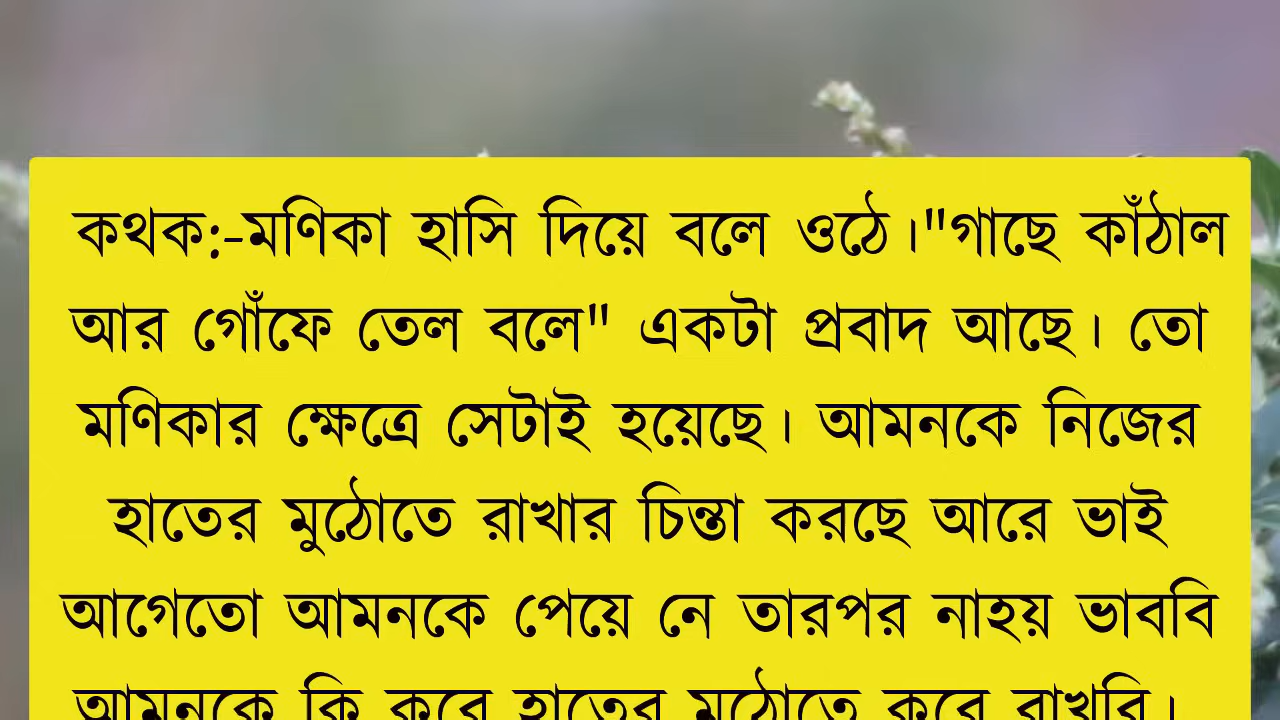 কথক:-মণিকা হাসি দিয়ে বলে ওঠে।"গাছে কাঁঠাল
আর গোঁফে তেল বলে" একটা প্রবাদ আছে। তো
মণিকার ক্ষেত্রে সেটাই হয়েছে। আমনকে নিজের
হাতের মুঠোতে রাখার চিন্তা করছে আরে ভাই
আগেতো আমনকে পেয়ে নে তারপর নাহয় ভাববি
আমনকে কি করে হাতের মুঠোতে করে রাখবি।